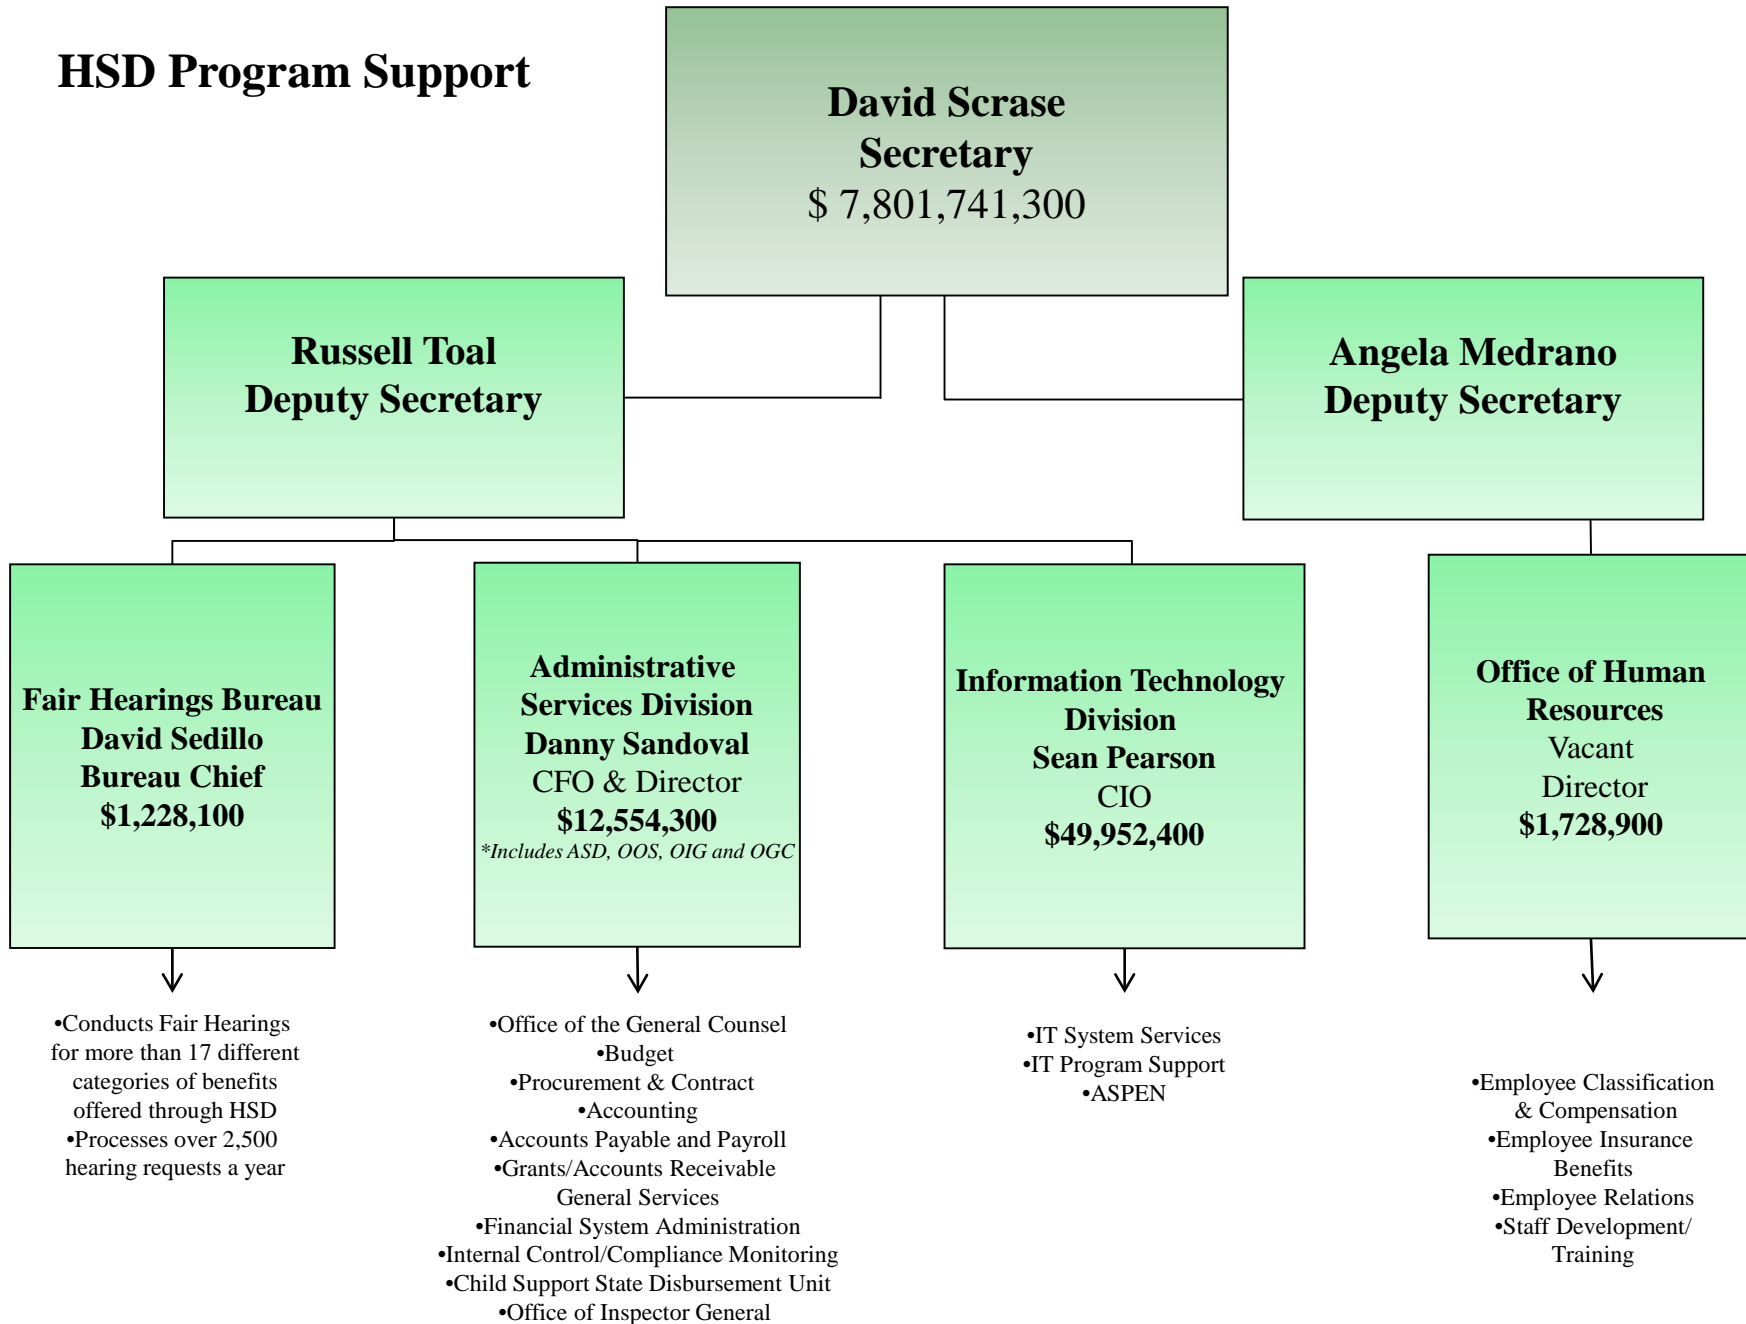 HSD Program Support
David Scrase
Secretary
$ 7,801,741,300
Russell Toal
Deputy Secretary
Angela Medrano
Deputy Secretary
Fair Hearings Bureau
David Sedillo
Bureau Chief
$1,228,100
Administrative
Services Division
Danny Sandoval
CFO & Director
$12,554,300
*Includes ASD, OOS, OIG and OGC
Information Technology
Division
Sean Pearson
CIO
$49,952,400
Office of Human
Resources
Vacant
Director
$1,728,900
•Conducts Fair Hearings
for more than 17 different
categories of benefits
offered through HSD
•Processes over 2,500
hearing requests a year
•Office of the General Counsel
•Budget
•Procurement & Contract
•Accounting
•Accounts Payable and Payroll
•Grants/Accounts Receivable
General Services
•Financial System Administration
•Internal Control/Compliance Monitoring
•Child Support State Disbursement Unit
•Office of Inspector General
•IT System Services
•IT Program Support
•ASPEN
•Employee Classification
& Compensation
•Employee Insurance
Benefits
•Employee Relations
•Staff Development/
Training